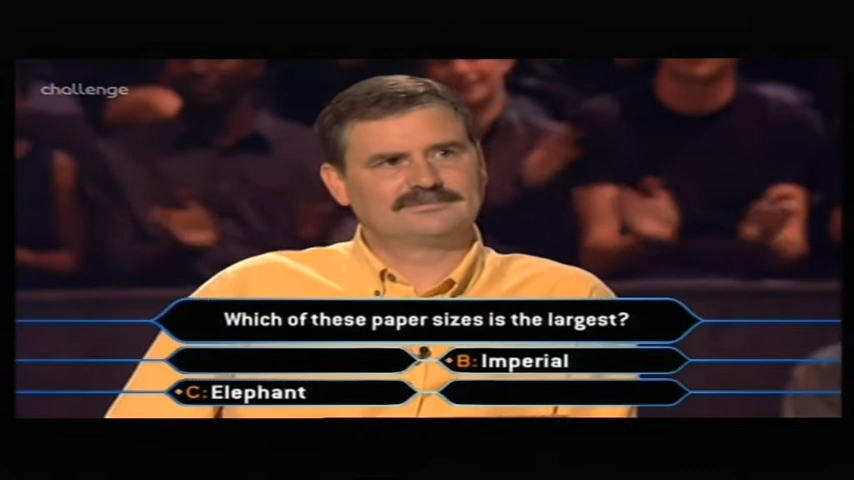 challenge
Which of these paper sizes is the largest?
B: Imperial
C: Elephant